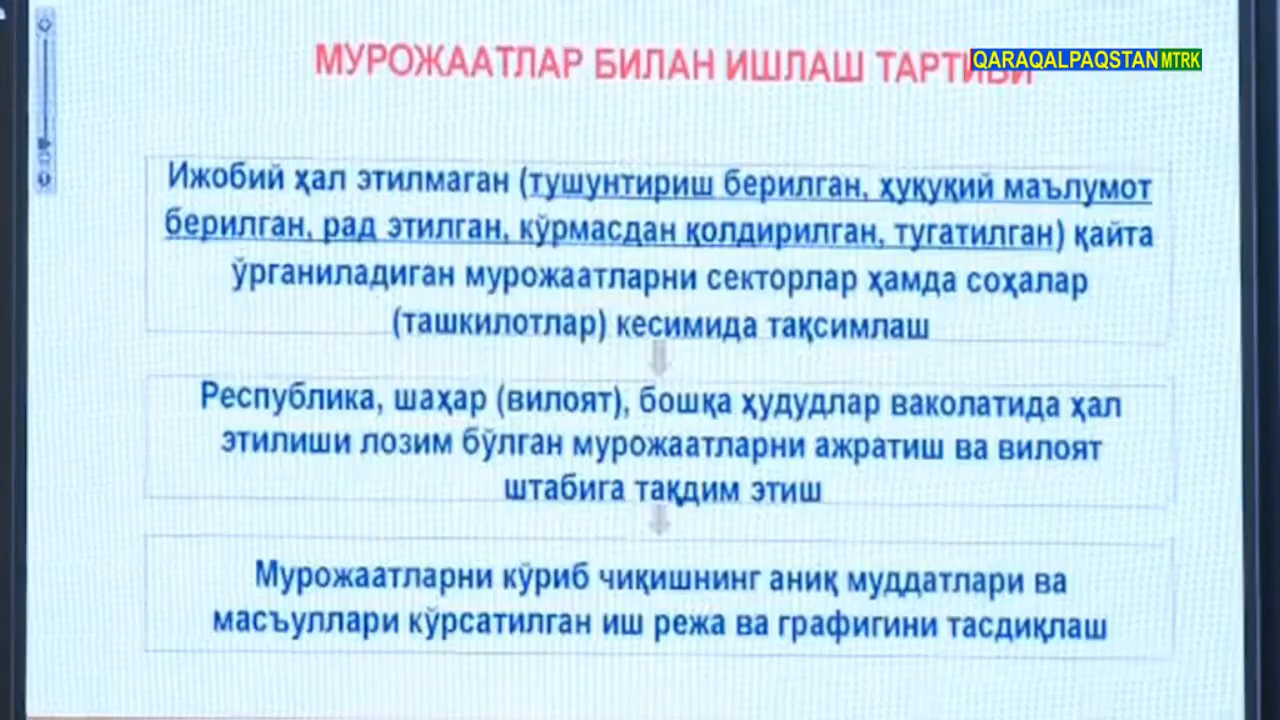 МУРОЖААТЛАР БИЛАН ИШЛАШ ТАРТИБИ
QARAQALPAQSTAN MTRK
Ижобий ҳал этилмаган (тушунтириш берилган, ҳуқуқий маълумот
берилган, рад этилган, кўрмасдан қолдирилган, тугатилган) қайта
ўрганиладиган мурожаатларни секторлар ҳамда соҳалар
(ташкилотлар) кесимида тақсимлаш
Республика, шаҳар (вилоят), бошқа ҳудудлар ваколатида ҳал
этилиши лозим бўлган мурожаатларни ажратиш ва вилоят
штабига тақдим этиш
Мурожаатларни кўриб чиқишнинг аниқ муддатлари ва
масъуллари кўрсатилган иш режа ва графигини тасдиқлаш